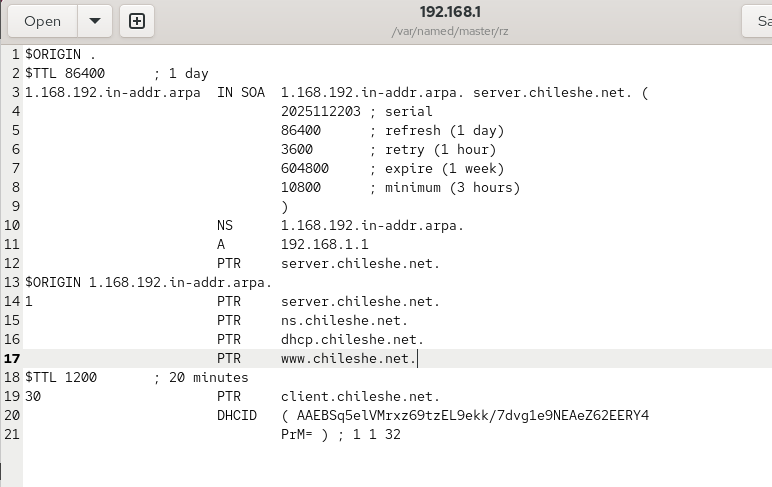 Open
192.168.1
/var/named/master/rz
Sa
1 $ORIGIN .
2 $TTL 86400      ; 1 day
3 1.168.192.in-addr.arpa  IN SOA  1.168.192.in-addr.arpa. server.chileshe.net. (
4                                 2025112203 ; serial
5                                 86400      ; refresh (1 day)
6                                 3600       ; retry (1 hour)
7                                 604800     ; expire (1 week)
8                                 10800      ; minimum (3 hours)
9                                 )
10                         NS      1.168.192.in-addr.arpa.
11                         A       192.168.1.1
12                         PTR     server.chileshe.net.
13 $ORIGIN 1.168.192.in-addr.arpa.
14 1                       PTR     server.chileshe.net.
15                         PTR     ns.chileshe.net.
16                         PTR     dhcp.chileshe.net.
17                         PTR     www.chileshe.net.
18 $TTL 1200       ; 20 minutes
19 30                      PTR     client.chileshe.net.
20                         DHCID   ( AAEBSq5elVMrxz69tzEL9ekk/7dvg1e9NEAeZ62EERY4
21                                 PrM= ) ; 1 1 32